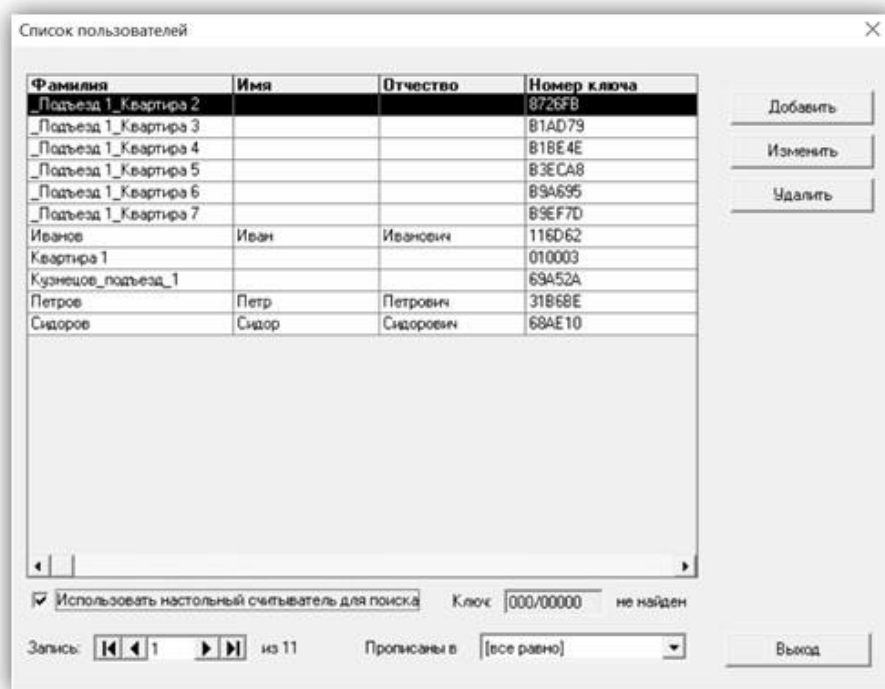 Список пользователей
Фамилия Имя Отчество Номер ключа
_Подъезд 1_Квартира 2 8726FB
_Подъезд 1_Квартира 3 B1AD79
_Подъезд 1_Квартира 4 B1BE4E
_Подъезд 1_Квартира 5 B3ECA8
_Подъезд 1_Квартира 6 B9A695
_Подъезд 1_Квартира 7 B9EF7D
Иванов Иван Иванович 116D62
Квартира 1 010003
Кузнецов_подъезд_1 69A52A
Петров Петр Петрович 31B6BE
Сидоров Сидор Сидорович 68AE10
Добавить
Изменить
Удалить
Использовать настольный считыватель для поиска Ключ: 000/00000 не найден
Запись: 1 из 11 Прописаны в [все равно] Выход